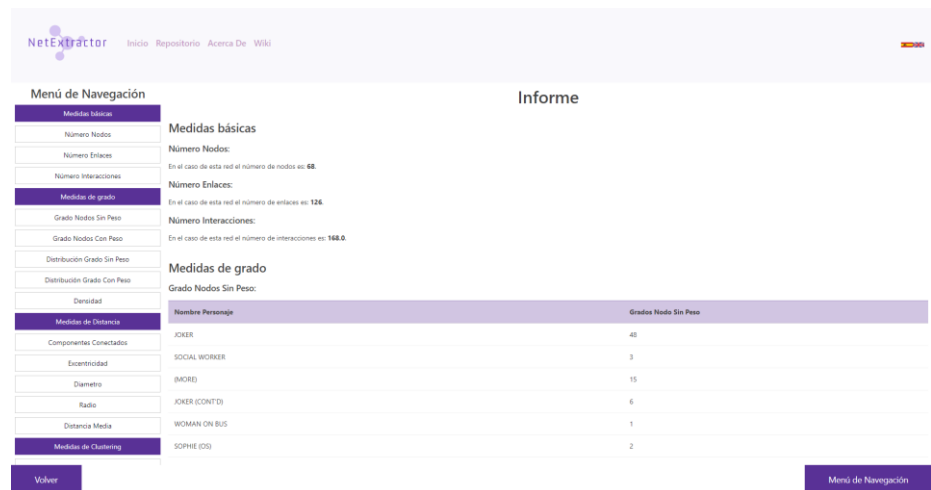 NetExtractor
Inicio Repositorio Acerca De Wiki
Menú de Navegación
Medidas básicas
Número Nodos
Número Enlaces
Número Interacciones
Medidas de grado
Grado Nodos Sin Peso
Grado Nodos Con Peso
Distribución Grado Sin Peso
Distribución Grado Con Peso
Densidad
Medidas de Distancia
Componentes Conectados
Excentricidad
Diametro
Radio
Distancia Media
Medidas de Clustering
Informe
Medidas básicas
Número Nodos:
En el caso de esta red el número de nodos es: 68.
Número Enlaces:
En el caso de esta red el número de enlaces es: 126.
Número Interacciones:
En el caso de esta red el número de interacciones es: 168.0.
Medidas de grado
Grado Nodos Sin Peso:
Nombre Personaje Grados Nodo Sin Peso
JOKER 48
SOCIAL WORKER 3
(MORE) 15
JOKER (CONT'D) 6
WOMAN ON BUS 1
SOPHIE (OS) 2
Volver
Menú de Navegación